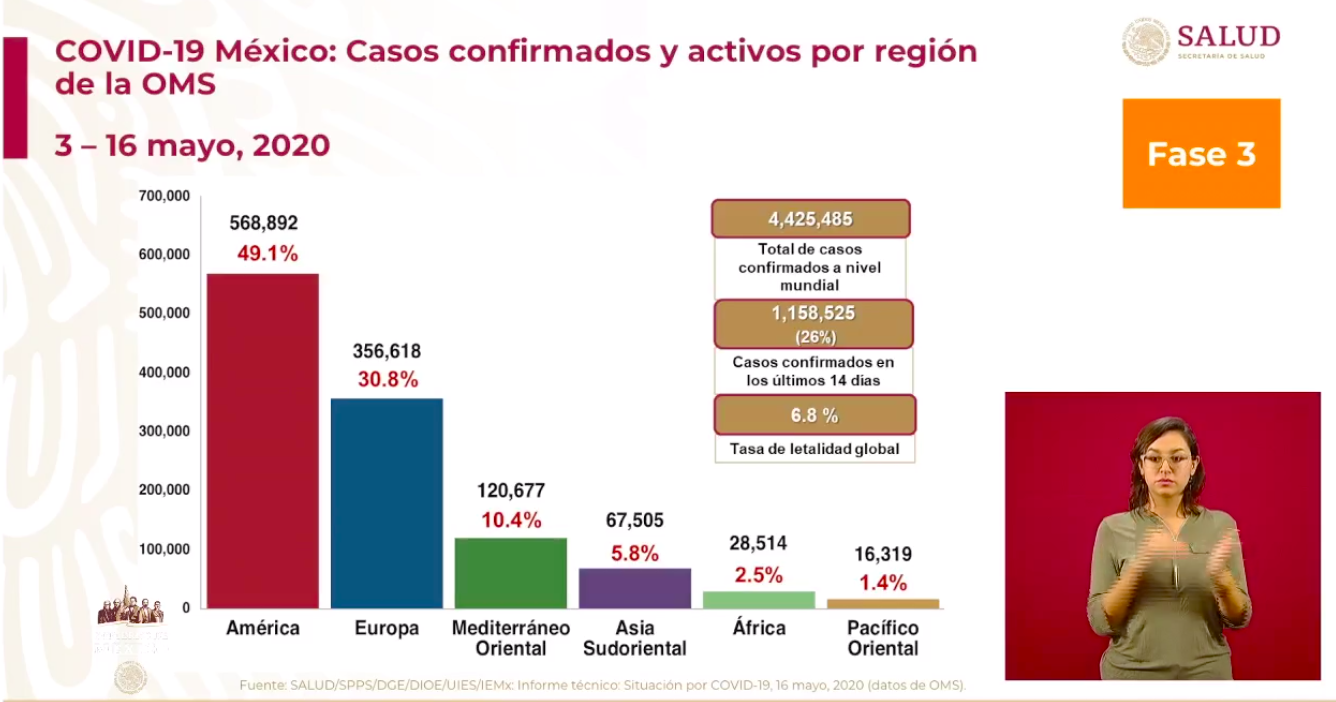 COVID-19 México: Casos confirmados y activos por región
de la OMS
3 – 16 mayo, 2020
SALUD
SECRETARÍA DE SALUD
Fase 3
700,000
600,000
500,000
400,000
300,000
200,000
100,000
0
568,892
49.1%
356,618
30.8%
120,677
10.4%
67,505
5.8%
28,514
2.5%
16,319
1.4%
América
Europa
Mediterráneo
Oriental
Asia
Sudoriental
África
Pacífico
Oriental
4,425,485
Total de casos
confirmados a nivel
mundial
1,158,525
(26%)
Casos confirmados en
los últimos 14 días
6.8 %
Tasa de letalidad global
Fuente: SALUD/SPPS/DGE/DIOE/UIES/IEMx: Informe técnico: Situación por COVID-19, 16 mayo, 2020 (datos de OMS).